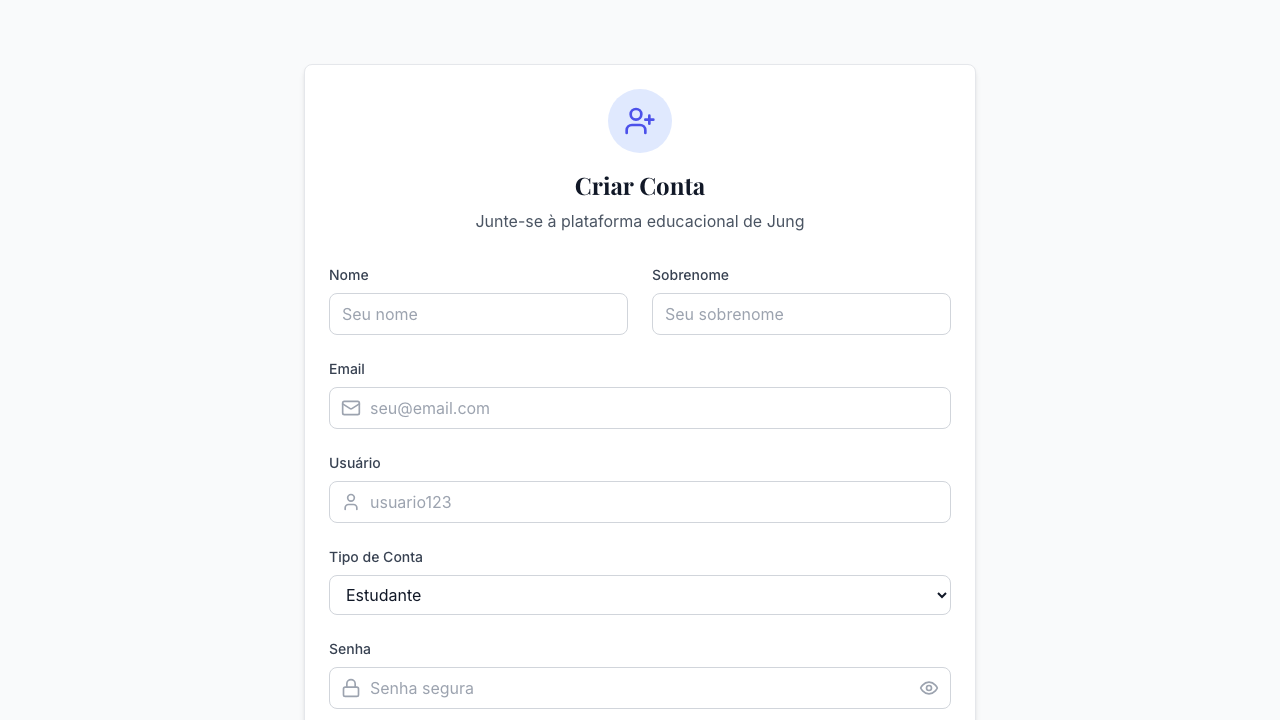 Criar Conta
Junte-se à plataforma educacional de Jung
Nome
Sobrenome
Seu nome
Seu sobrenome
Email
seu@email.com
Usuário
usuario123
Tipo de Conta
Estudante
Senha
Senha segura